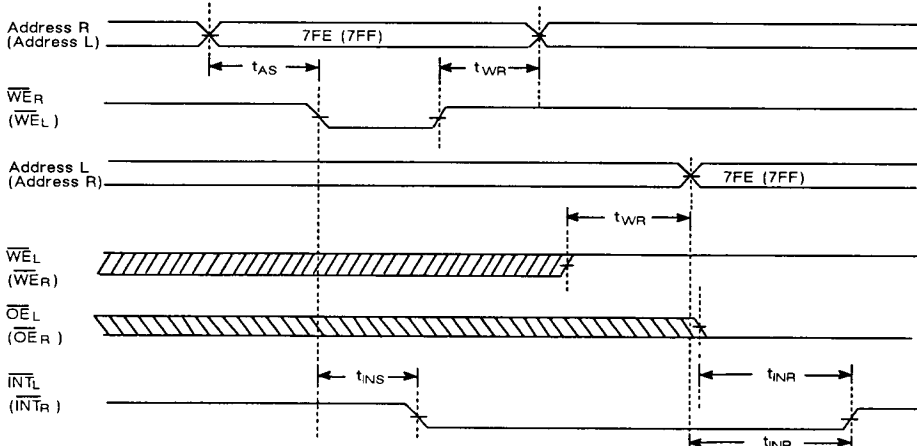 Address R
(Address L)
7FE (7FF)
tAS
tWR
WER
(WEL)
Address L
(Address R)
7FE (7FF)
tWR
WEL
(WER)
OEL
(OER)
tINS
tINR
INTL
(INTR)
tINR